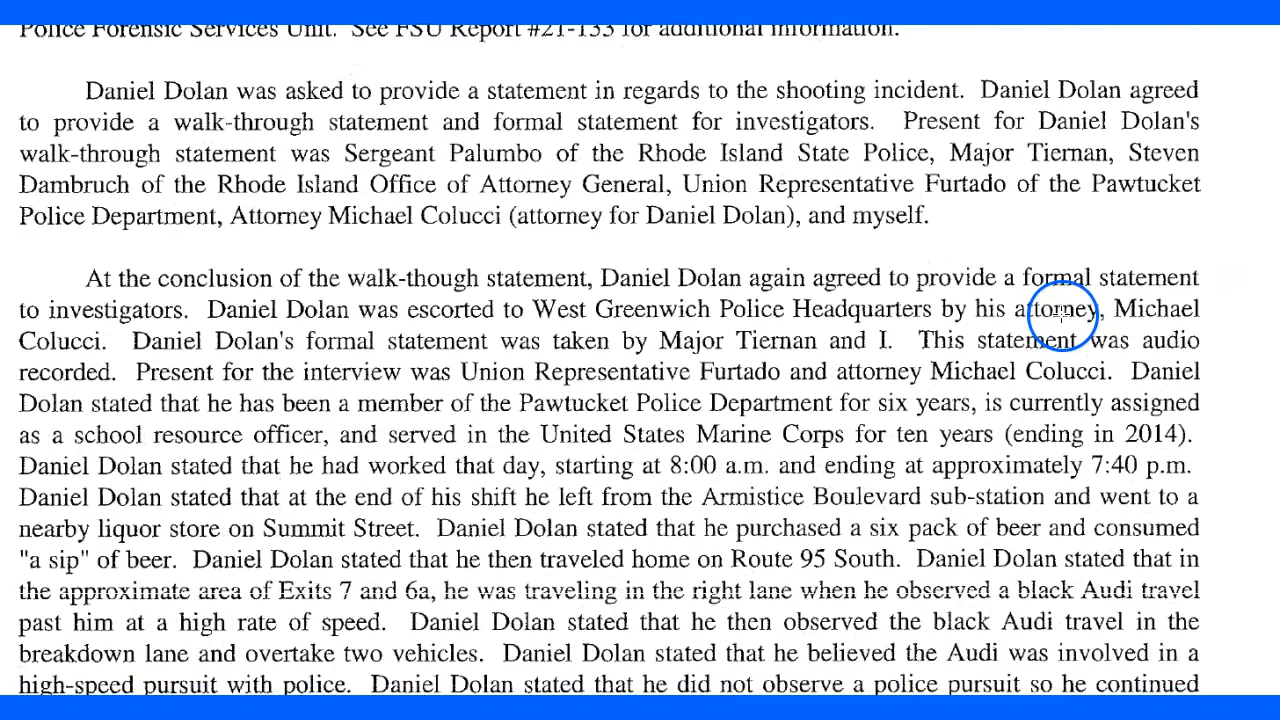 Police Forensic Services Unit. See FSU Report #21-133 for additional information.
Daniel Dolan was asked to provide a statement in regards to the shooting incident. Daniel Dolan agreed
to provide a walk-through statement and formal statement for investigators. Present for Daniel Dolan's
walk-through statement was Sergeant Palumbo of the Rhode Island State Police, Major Tiernan, Steven
Dambruch of the Rhode Island Office of Attorney General, Union Representative Furtado of the Pawtucket
Police Department, Attorney Michael Colucci (attorney for Daniel Dolan), and myself.
At the conclusion of the walk-though statement, Daniel Dolan again agreed to provide a formal statement
to investigators. Daniel Dolan was escorted to West Greenwich Police Headquarters by his attorney, Michael
Colucci. Daniel Dolan's formal statement was taken by Major Tiernan and I. This statement was audio
recorded. Present for the interview was Union Representative Furtado and attorney Michael Colucci. Daniel
Dolan stated that he has been a member of the Pawtucket Police Department for six years, is currently assigned
as a school resource officer, and served in the United States Marine Corps for ten years (ending in 2014).
Daniel Dolan stated that he had worked that day, starting at 8:00 a.m. and ending at approximately 7:40 p.m.
Daniel Dolan stated that at the end of his shift he left from the Armistice Boulevard sub-station and went to a
nearby liquor store on Summit Street. Daniel Dolan stated that he purchased a six pack of beer and consumed
"a sip" of beer. Daniel Dolan stated that he then traveled home on Route 95 South. Daniel Dolan stated that in
the approximate area of Exits 7 and 6a, he was traveling in the right lane when he observed a black Audi travel
past him at a high rate of speed. Daniel Dolan stated that he then observed the black Audi travel in the
breakdown lane and overtake two vehicles. Daniel Dolan stated that he believed the Audi was involved in a
high-speed pursuit with police. Daniel Dolan stated that he did not observe a police pursuit so he continued